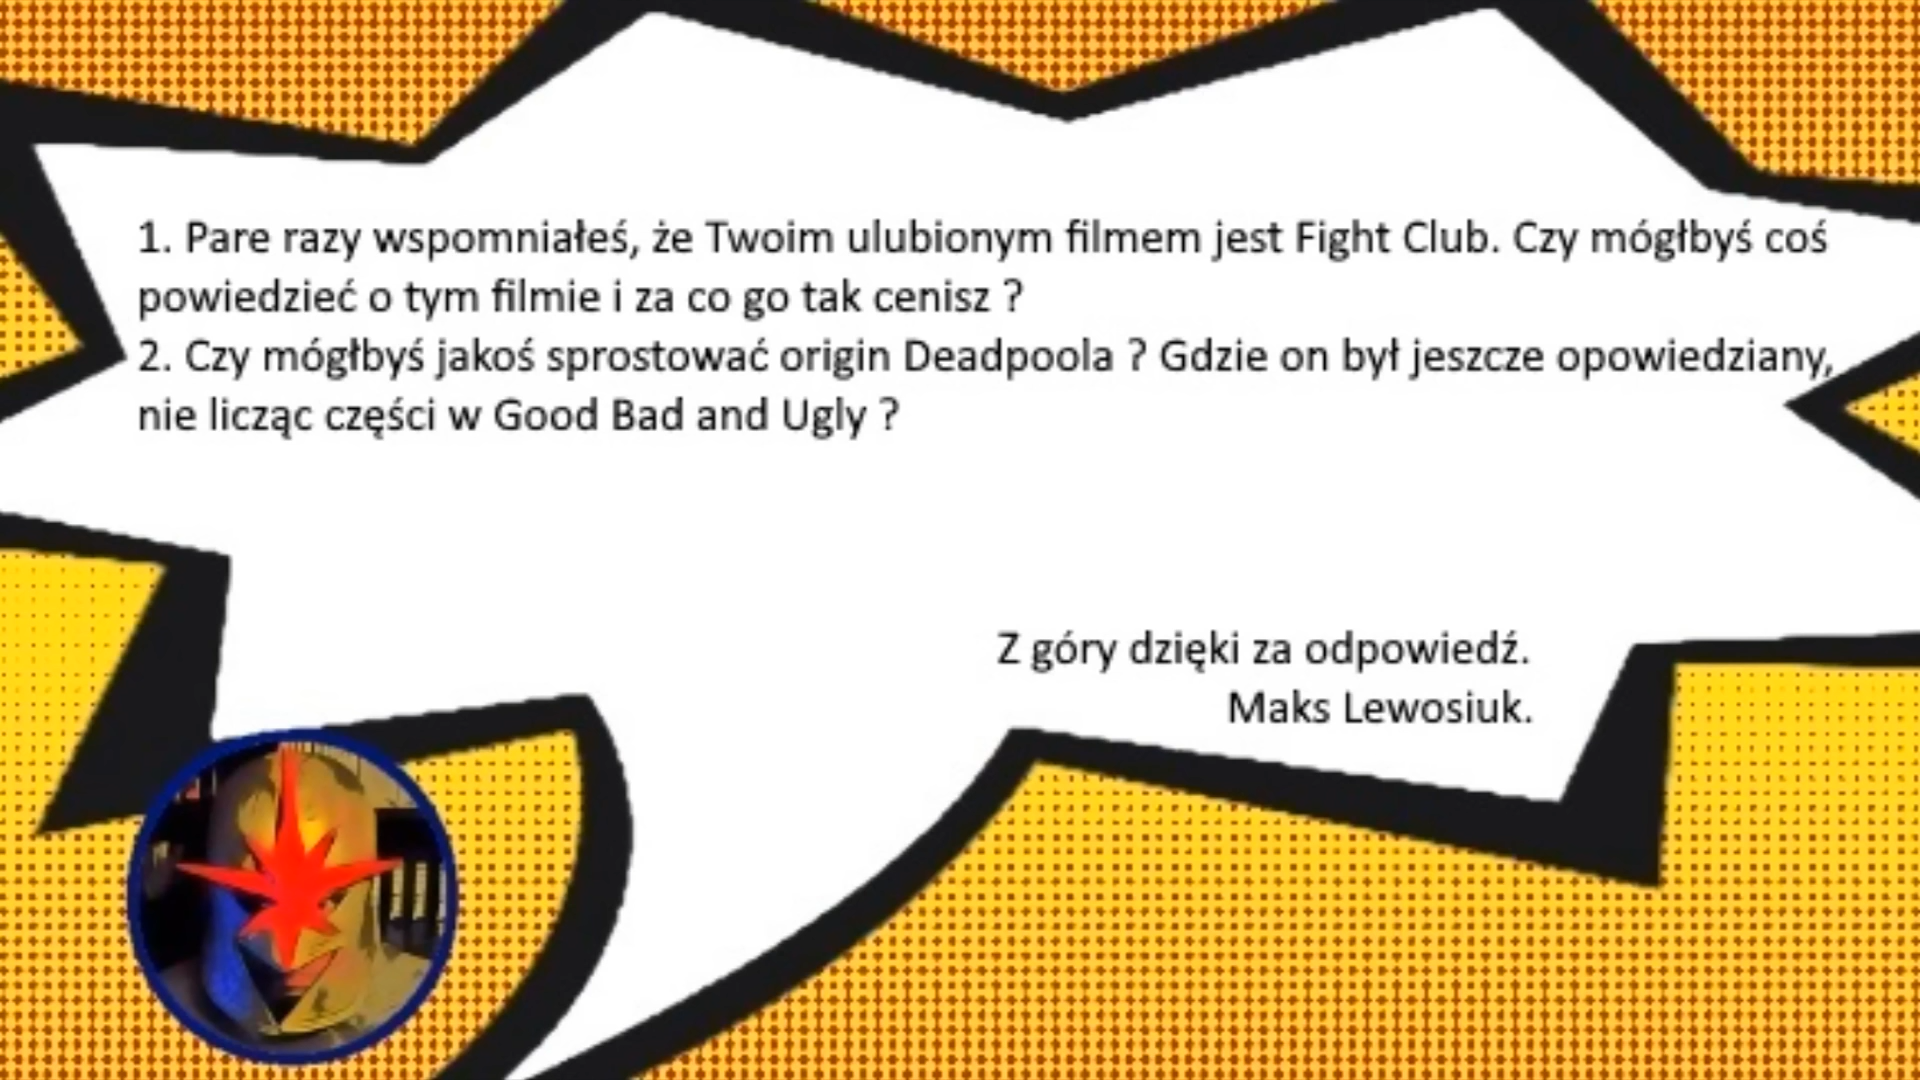 1. Pare razy wspomniałeś, że Twoim ulubionym filmem jest Fight Club. Czy mógłbyś coś
powiedzieć o tym filmie i za co go tak cenisz ?
2. Czy mógłbyś jakoś sprostować origin Deadpoola ? Gdzie on był jeszcze opowiedziany,
nie licząc części w Good Bad and Ugly ?
Z góry dzięki za odpowiedź.
Maks Lewosiuk.